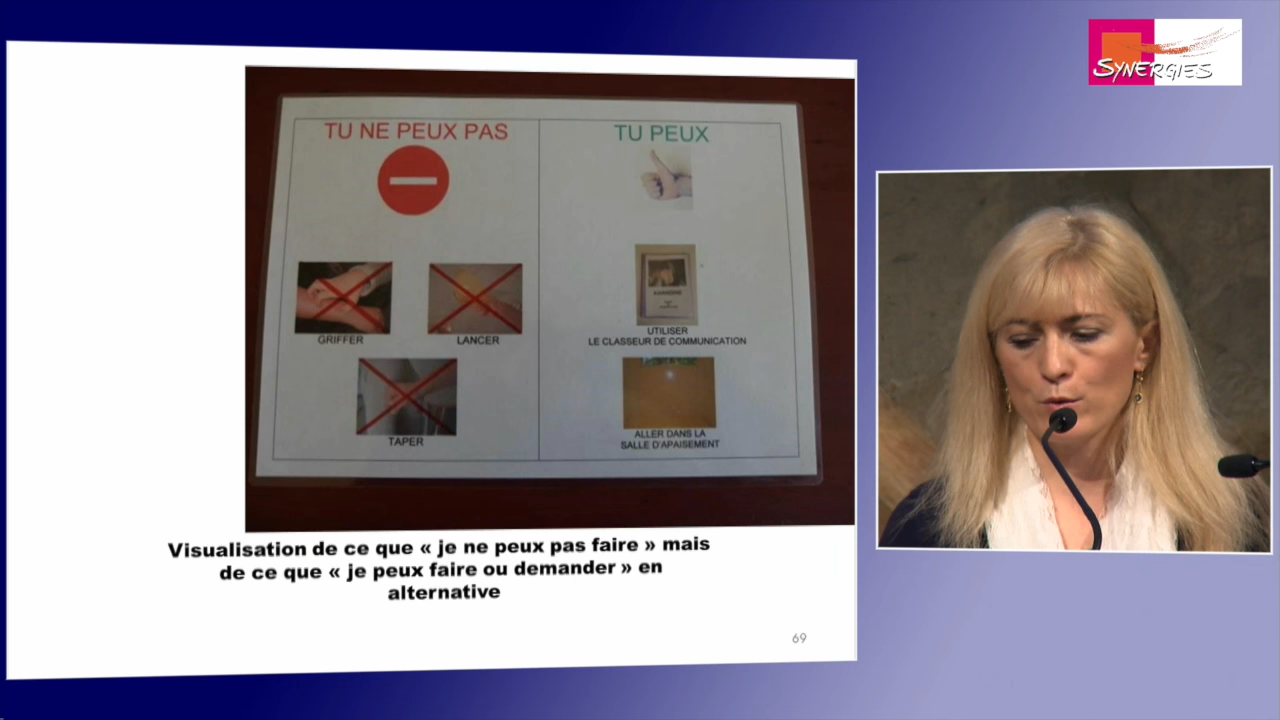 SYNERGIES
TU NE PEUX PAS
TU PEUX
GRIFFER
LANCER
TAPER
UTILISER
LE CLASSEUR DE COMMUNICATION
ALLER DANS LA
SALLE D'APAISEMENT
Visualisation de ce que « je ne peux pas faire » mais
de ce que « je peux faire ou demander » en
alternative
69